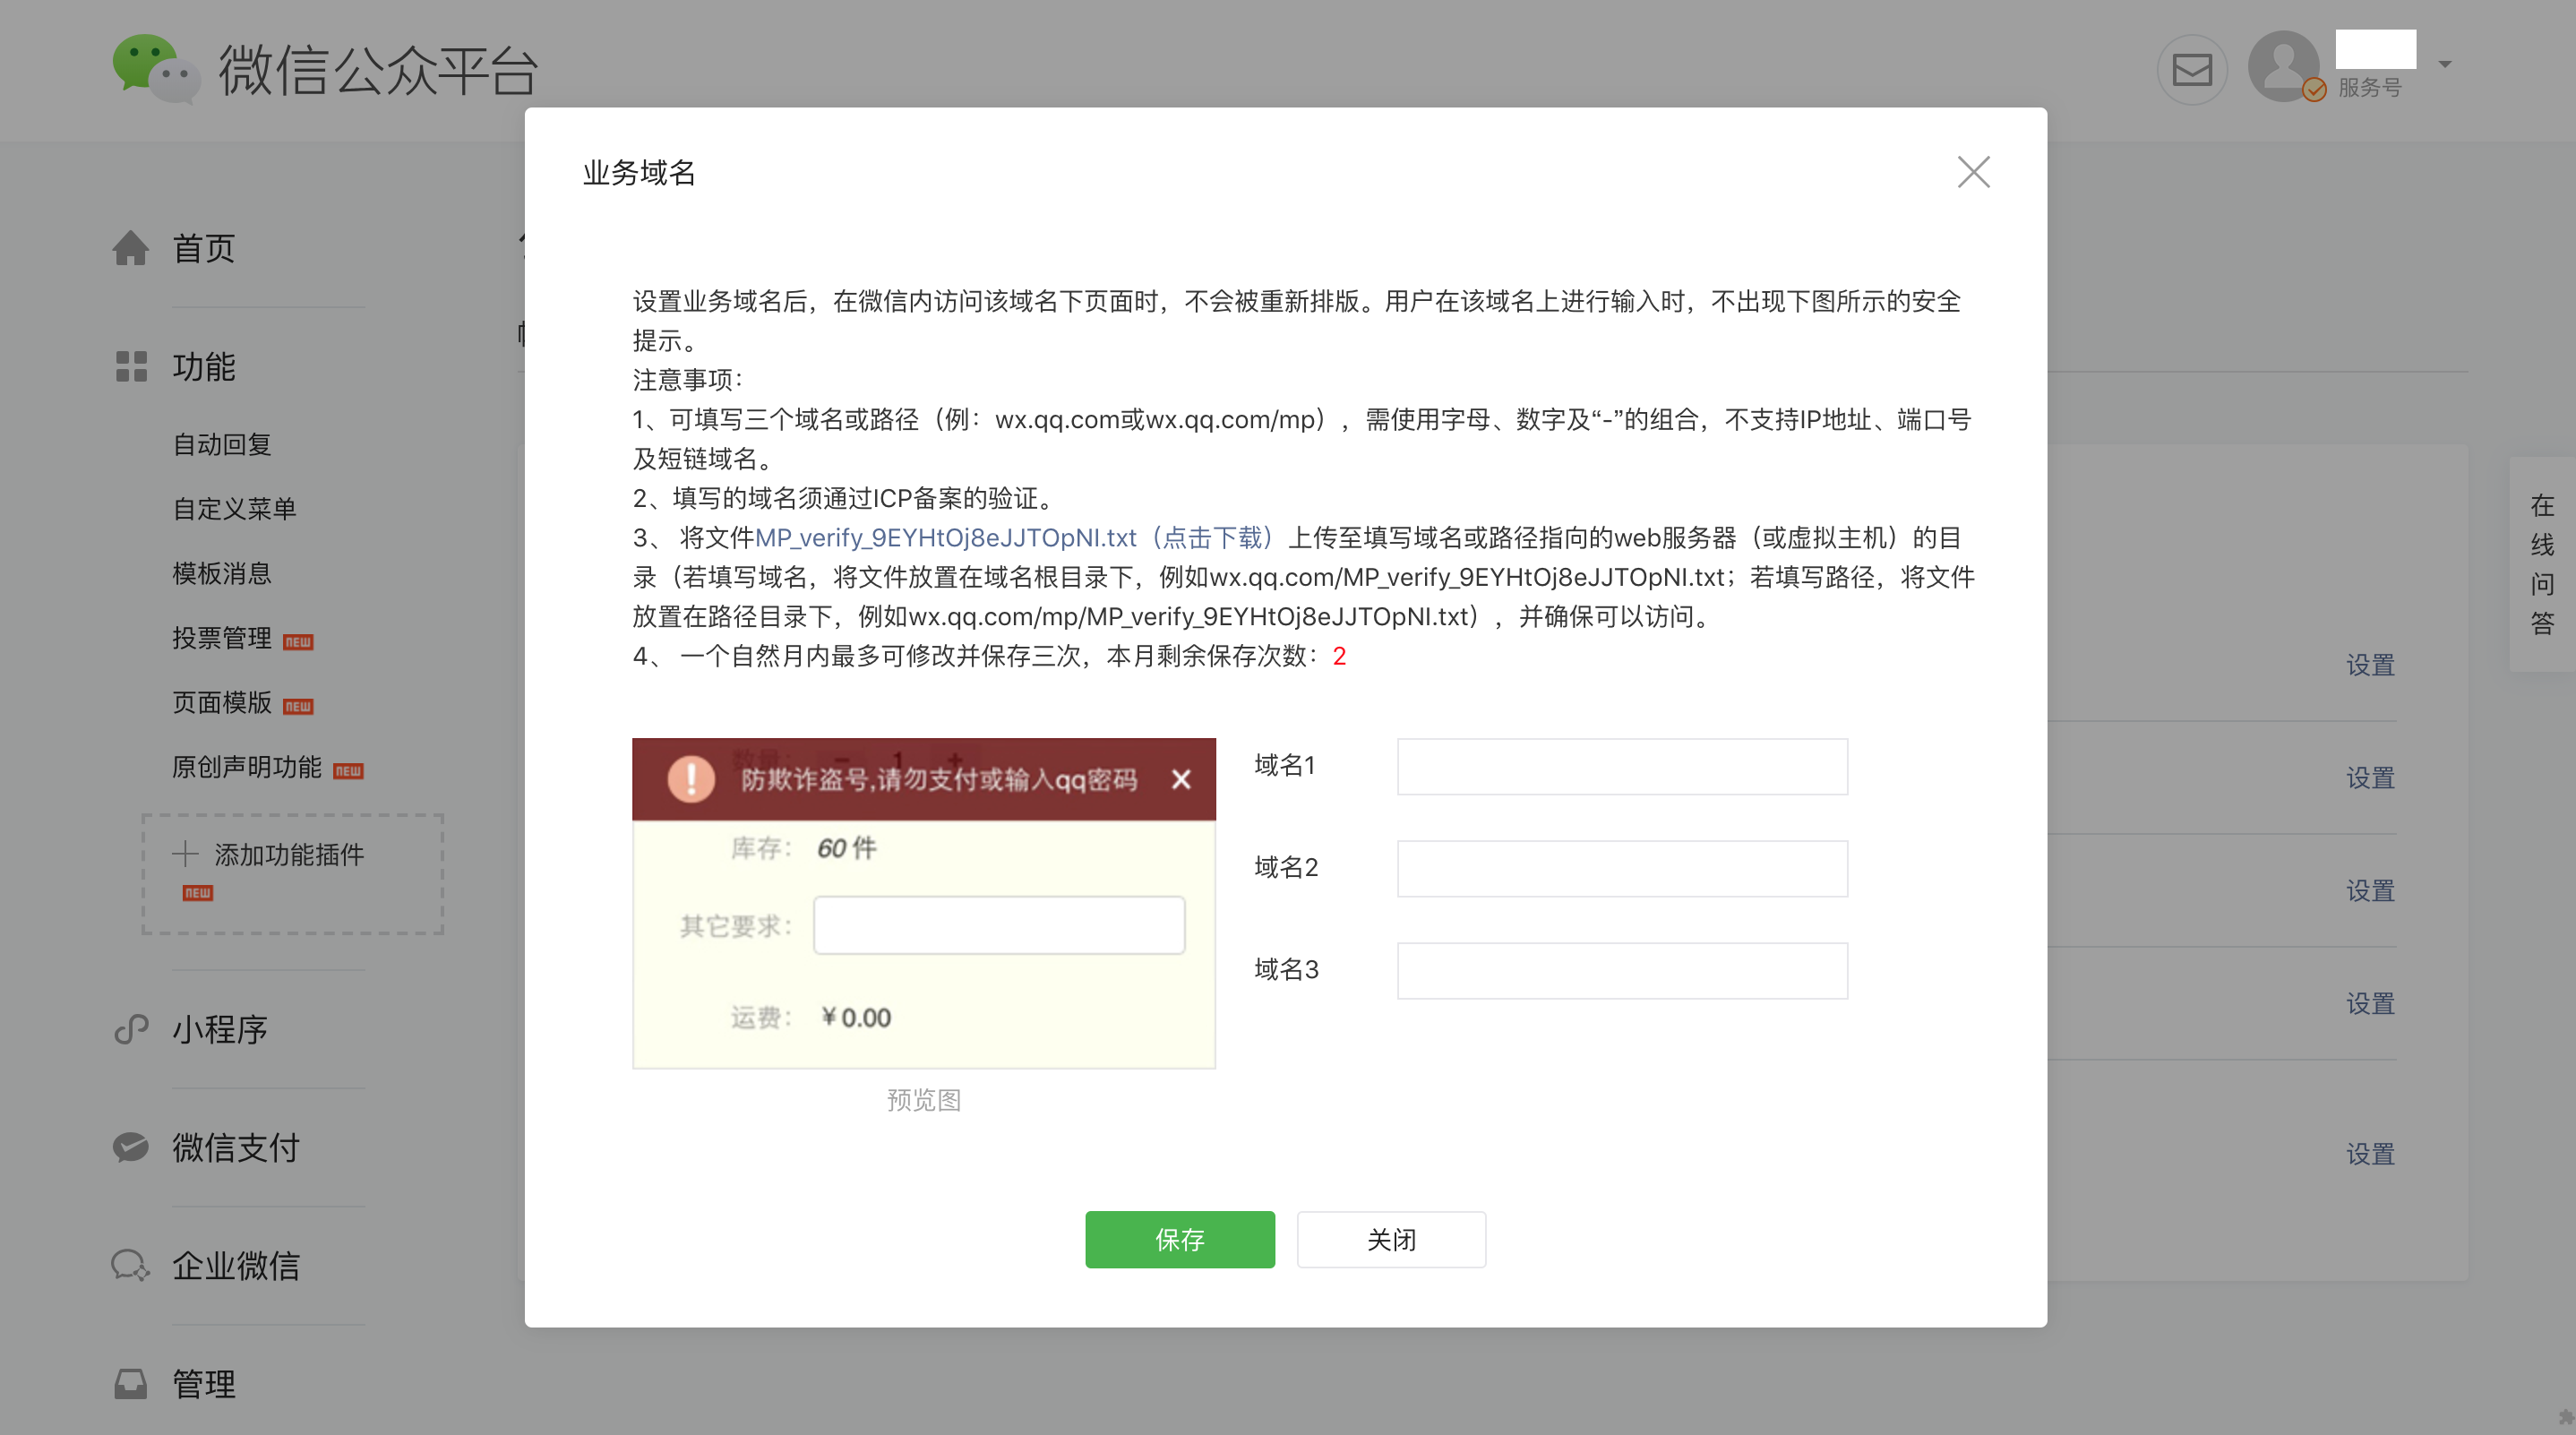 微信公众平台
服务号
业务域名
首页
设置业务域名后，在微信内访问该域名下页面时，不会被重新排版。用户在该域名上进行输入时，不出现下图所示的安全
提示。
注意事项：
1、可填写三个域名或路径（例：wx.qq.com或wx.qq.com/mp），需使用字母、数字及“-”的组合，不支持IP地址、端口号
及短链域名。
2、填写的域名须通过ICP备案的验证。
3、 将文件MP_verify_9EYHtOj8eJJTOpNI.txt（点击下载）上传至填写域名或路径指向的web服务器（或虚拟主机）的目
录（若填写域名，将文件放置在域名根目录下，例如wx.qq.com/MP_verify_9EYHtOj8eJJTOpNI.txt；若填写路径，将文件
放置在路径目录下，例如wx.qq.com/mp/MP_verify_9EYHtOj8eJJTOpNI.txt），并确保可以访问。
4、 一个自然月内最多可修改并保存三次，本月剩余保存次数：2
功能
自动回复
自定义菜单
模板消息
投票管理 NEW
页面模版 NEW
原创声明功能 NEW
添加功能插件
NEW
小程序
微信支付
企业微信
管理
数量： 1
防欺诈盗号,请勿支付或输入qq密码
库存： 60 件
其它要求：
运费： ¥0.00
预览图
域名1
域名2
域名3
保存
关闭
设置
设置
设置
设置
设置
在
线
问
答